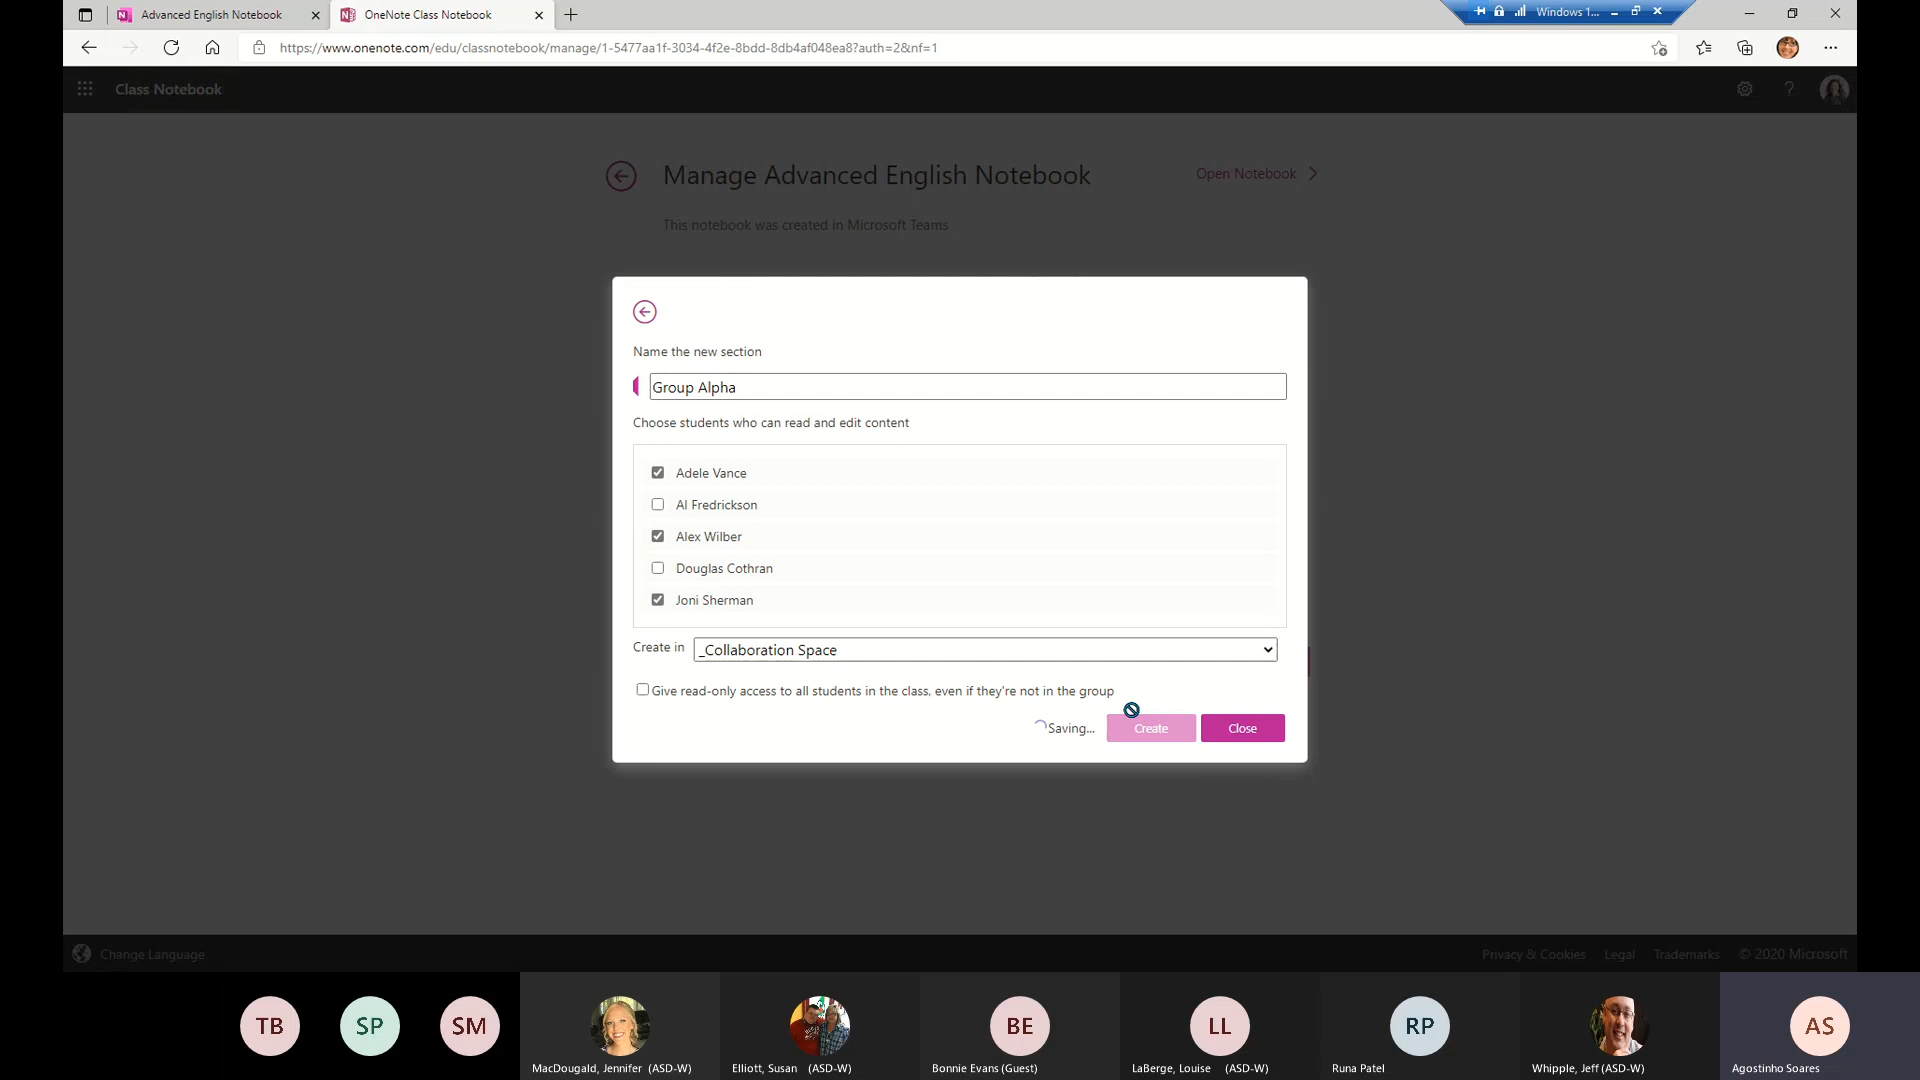 Advanced English Notebook
OneNote Class Notebook
Windows 1...
https://www.onenote.com/edu/classnotebook/manage/1-5477aa1f-3034-4f2e-8bdd-8db4af048ea8?auth=2&nf=1
Class Notebook
?
Manage Advanced English Notebook
Open Notebook
This notebook was created in Microsoft Teams
Name the new section
Group Alpha
Choose students who can read and edit content
Adele Vance
Al Fredrickson
Alex Wilber
Douglas Cothran
Joni Sherman
Create in
_Collaboration Space
Give read-only access to all students in the class, even if they're not in the group
Saving...
Create
Close
Change Language
Privacy & Cookies
Legal
Trademarks
© 2020 Microsoft
TB
SP
SM
BE
LL
RP
AS
MacDougald, Jennifer (ASD-W)
Elliott, Susan (ASD-W)
Bonnie Evans (Guest)
LaBerge, Louise (ASD-W)
Runa Patel
Whipple, Jeff (ASD-W)
Agostinho Soares